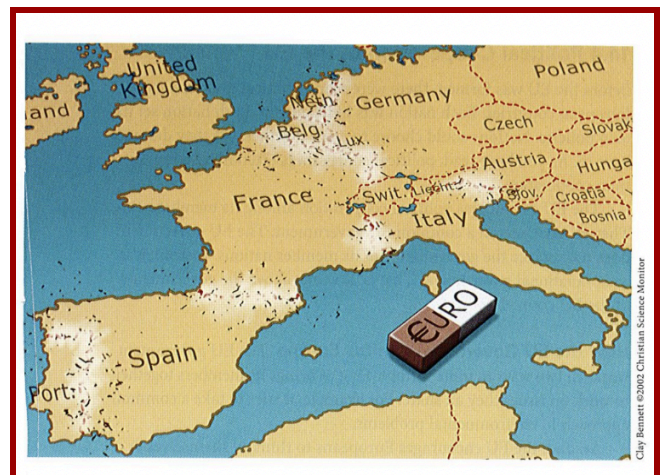 United
Kingdom
land
Neth.
Germany
Poland
Belg.
Lux.
Czech
Slovak
Austria
Hunga
France
Swit.
Liecht.
Slov.
Croatia
Bosnia
Italy
€URO
Spain
Port.
Clay Bennett ©2002 Christian Science Monitor